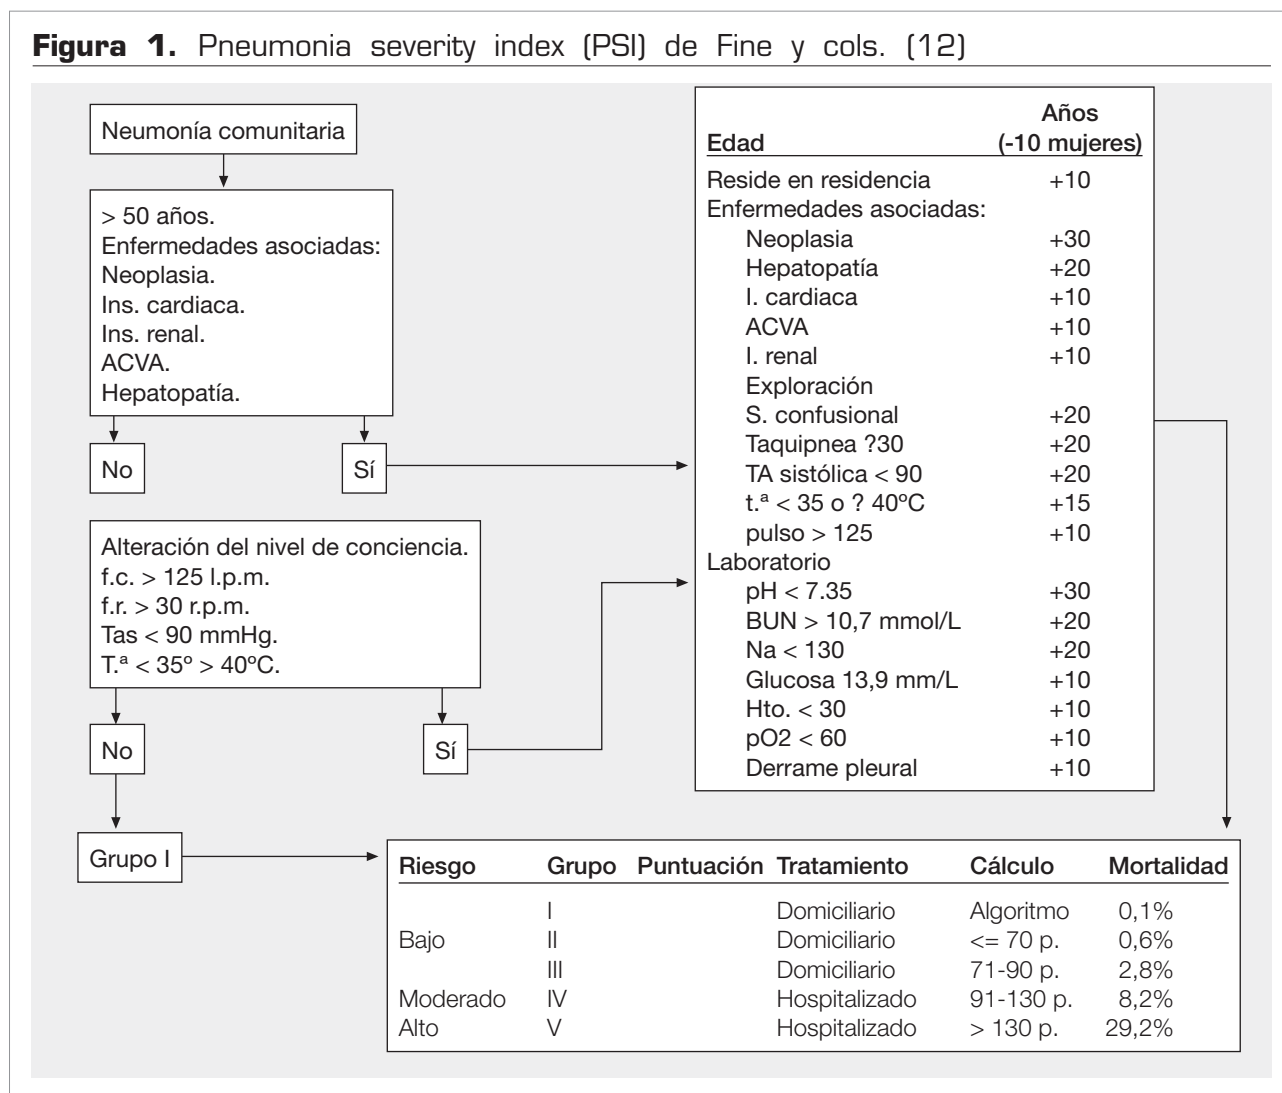 Figura 1. Pneumonia severity index (PSI) de Fine y cols. (12)
Neumonía comunitaria
> 50 años.
Enfermedades asociadas:
Neoplasia.
Ins. cardiaca.
Ins. renal.
ACVA.
Hepatopatía.
No
Sí
Alteración del nivel de conciencia.
f.c. > 125 l.p.m.
f.r. > 30 r.p.m.
Tas < 90 mmHg.
T.ª < 35º > 40ºC.
No
Sí
Grupo I
Años
Edad (-10 mujeres)
Reside en residencia +10
Enfermedades asociadas:
Neoplasia +30
Hepatopatía +20
I. cardiaca +10
ACVA +10
I. renal +10
Exploración
S. confusional +20
Taquipnea ?30 +20
TA sistólica < 90 +20
t.ª < 35 o ? 40ºC +15
pulso > 125 +10
Laboratorio
pH < 7.35 +30
BUN > 10,7 mmol/L +20
Na < 130 +20
Glucosa 13,9 mm/L +10
Hto. < 30 +10
pO2 < 60 +10
Derrame pleural +10
Riesgo Grupo Puntuación Tratamiento Cálculo Mortalidad
I Domiciliario Algoritmo 0,1%
Bajo II Domiciliario <= 70 p. 0,6%
III Domiciliario 71-90 p. 2,8%
Moderado IV Hospitalizado 91-130 p. 8,2%
Alto V Hospitalizado > 130 p. 29,2%